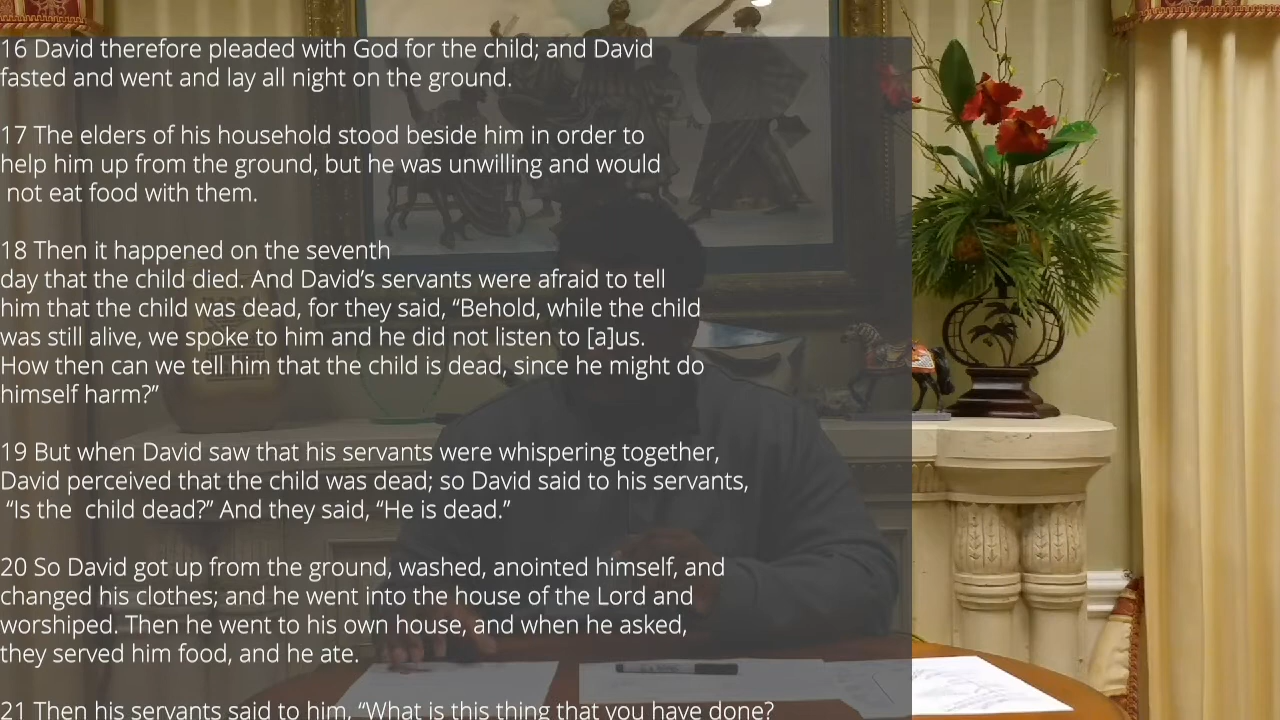 16 David therefore pleaded with God for the child; and David
fasted and went and lay all night on the ground.
17 The elders of his household stood beside him in order to
help him up from the ground, but he was unwilling and would
not eat food with them.
18 Then it happened on the seventh
day that the child died. And David’s servants were afraid to tell
him that the child was dead, for they said, “Behold, while the child
was still alive, we spoke to him and he did not listen to [a]us.
How then can we tell him that the child is dead, since he might do
himself harm?”
19 But when David saw that his servants were whispering together,
David perceived that the child was dead; so David said to his servants,
“Is the  child dead?” And they said, “He is dead.”
20 So David got up from the ground, washed, anointed himself, and
changed his clothes; and he went into the house of the Lord and
worshiped. Then he went to his own house, and when he asked,
they served him food, and he ate.
21 Then his servants said to him, “What is this thing that you have done?